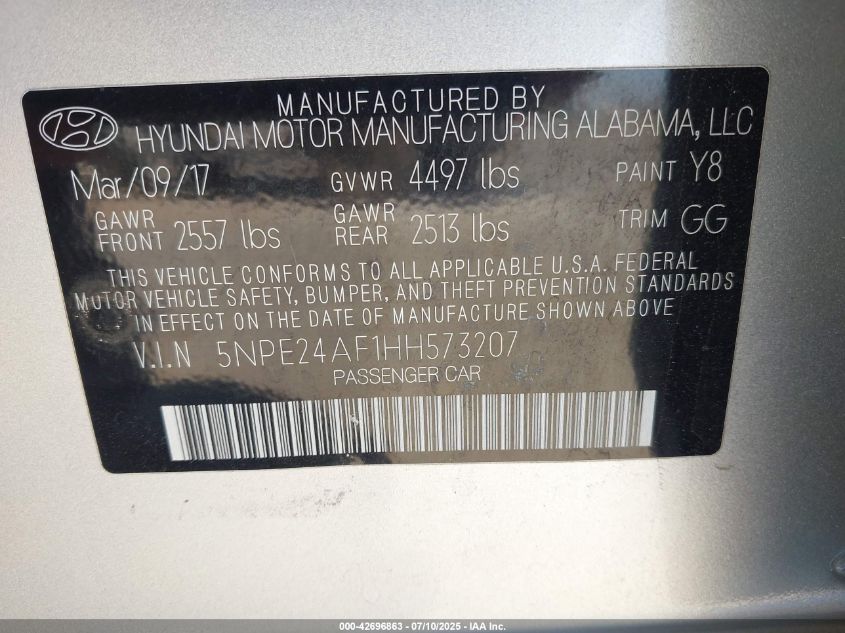 MANUFACTURED BY
HYUNDAI MOTOR MANUFACTURING ALABAMA, LLC
Mar/09/17 GVWR 4497 lbs PAINT Y8
GAWR FRONT 2557 lbs GAWR REAR 2513 lbs TRIM GG
THIS VEHICLE CONFORMS TO ALL APPLICABLE U.S.A. FEDERAL
MOTOR VEHICLE SAFETY, BUMPER, AND THEFT PREVENTION STANDARDS
IN EFFECT ON THE DATE OF MANUFACTURE SHOWN ABOVE.
V.I.N 5NPE24AF1HH573207
PASSENGER CAR
000-42696863 - 07/10/2025 - IAA Inc.